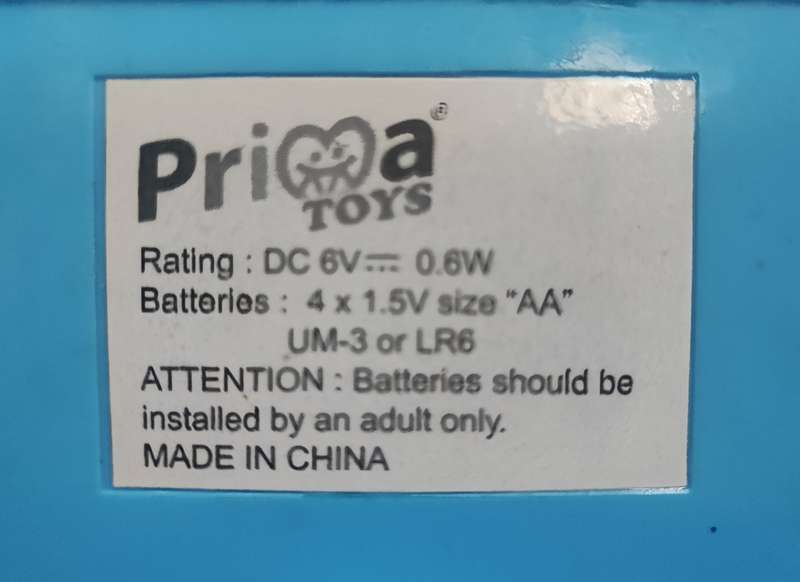 Prima®
TOYS
Rating : DC 6V⎓ 0.6W
Batteries : 4 x 1.5V size “AA”
UM-3 or LR6
ATTENTION : Batteries should be
installed by an adult only.
MADE IN CHINA